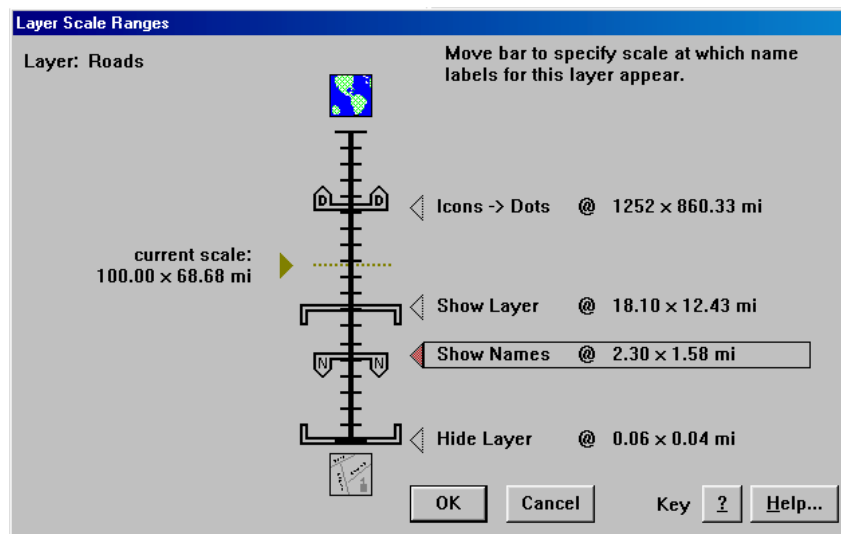 Layer Scale Ranges
Layer: Roads
Move bar to specify scale at which name
labels for this layer appear.
D D
Icons -> Dots @ 1252 × 860.33 mi
current scale:
100.00 × 68.68 mi
Show Layer @ 18.10 × 12.43 mi
Show Names @ 2.30 × 1.58 mi
N N
Hide Layer @ 0.06 × 0.04 mi
OK Cancel Key ? Help...